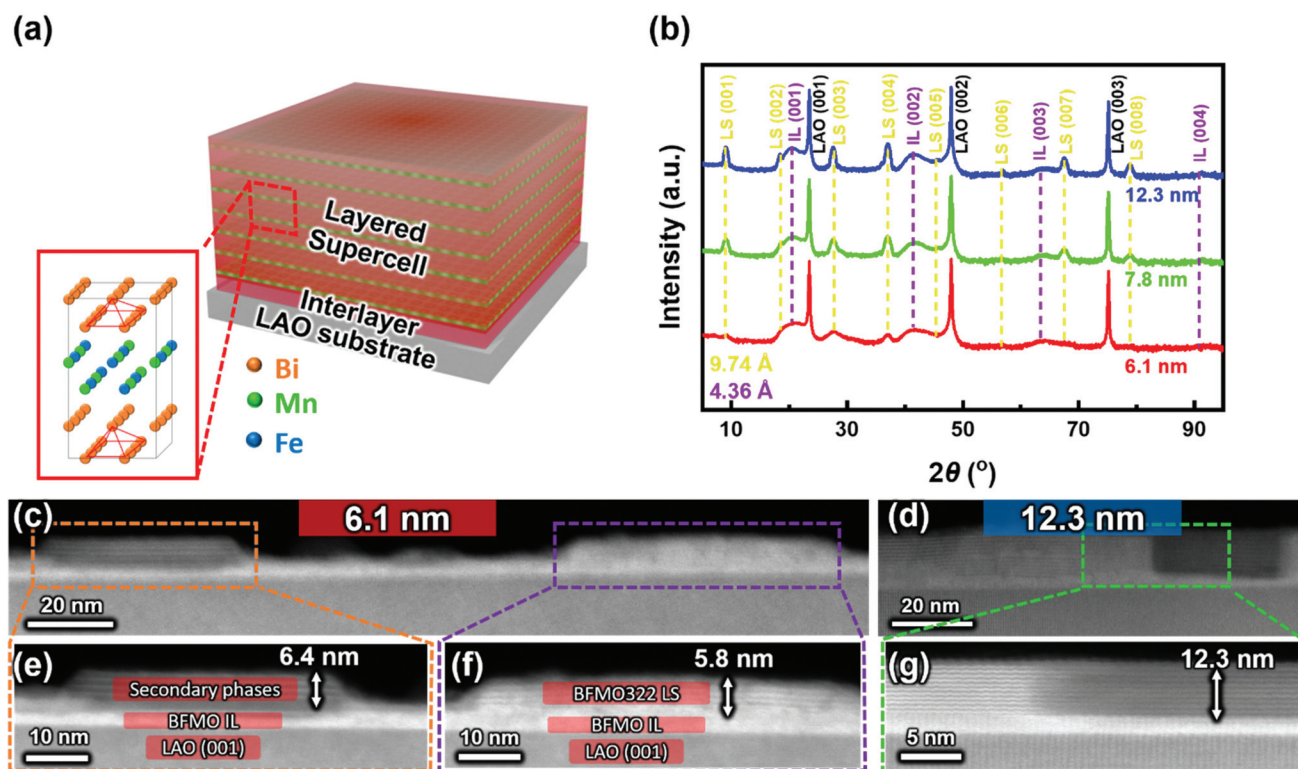 (a)
Layered
Supercell
Interlayer
LAO substrate
Bi
Mn
Fe
(b)
LS (001)
LS (002)
IL (001)
LAO (001)
LS (003)
LS (004)
IL (002)
LS (005)
LAO (002)
LS (006)
IL (003)
LS (007)
LAO (003)
LS (008)
IL (004)
12.3 nm
7.8 nm
6.1 nm
9.74 Å
4.36 Å
Intensity (a.u.)
10 30 50 70 90
2θ (°)
(c)
6.1 nm
20 nm
(d)
12.3 nm
20 nm
(e)
6.4 nm
Secondary phases
BFMO IL
LAO (001)
10 nm
(f)
5.8 nm
BFMO322 LS
BFMO IL
LAO (001)
10 nm
(g)
12.3 nm
5 nm